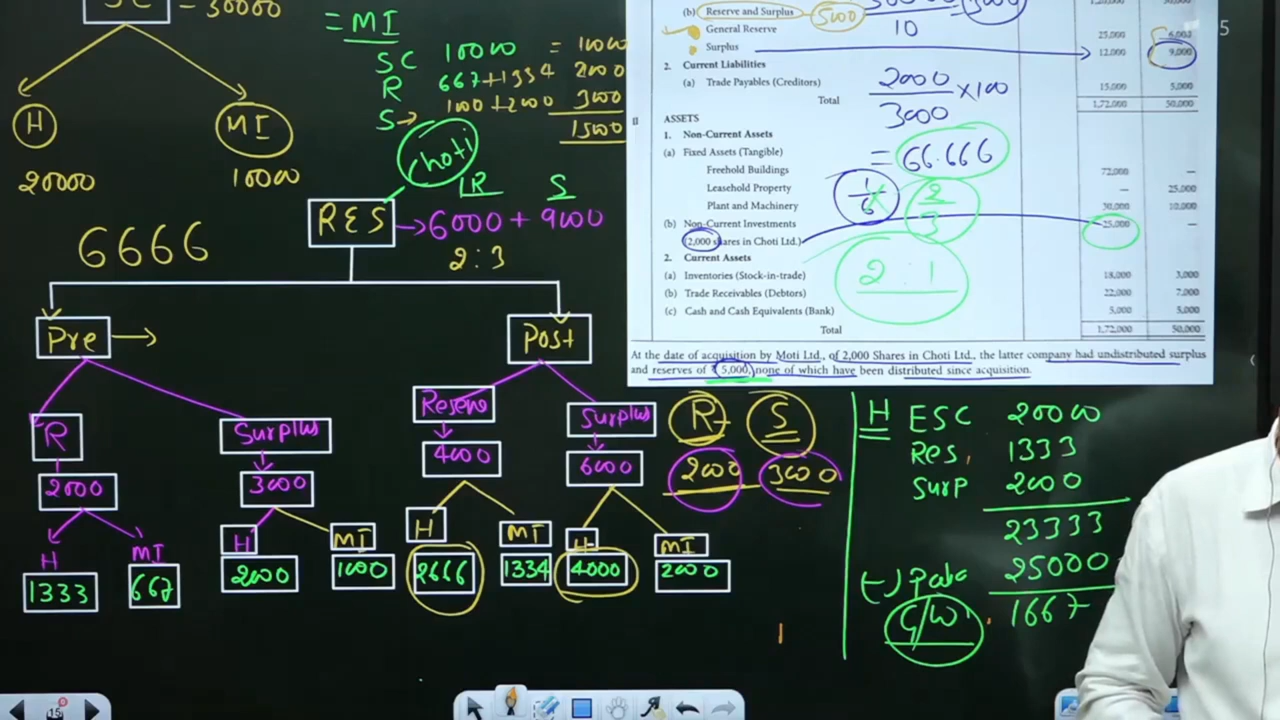 SC - 30000
= MI
SC 10000 = 10000
R 667+1334 2000
S→ 1000+2000 3000
15000
H
MI
20000
10000
Choti
6666
RES → 6000 + 9000
R S
2:3
Pre →
Post
R
Surplus
Reserve
Surplus
2000
3000
4000
6000
H
MI
H
MI
H
MI
H
MI
1333
667
2000
1000
2666
1334
4000
2000
R S
2000 3000
(b) Reserve and Surplus 5000
10
General Reserve 25,000 6,000
Surplus 12,000 9,000
2. Current Liabilities
(a) Trade Payables (Creditors) 15,000 5,000
Total 1,72,000 50,000
2000
3000
×100
= 66.666
1/6 × 2/3
2 : 1
II ASSETS
1. Non-Current Assets
(a) Fixed Assets (Tangible)
Freehold Buildings 72,000 —
Leasehold Property — 25,000
Plant and Machinery 30,000 10,000
(b) Non-Current Investments 25,000 —
(2,000 shares in Choti Ltd.)
2. Current Assets
(a) Inventories (Stock-in-trade) 18,000 3,000
(b) Trade Receivables (Debtors) 22,000 7,000
(c) Cash and Cash Equivalents (Bank) 5,000 5,000
Total 1,72,000 50,000
At the date of acquisition by Moti Ltd., of 2,000 Shares in Choti Ltd., the latter company had undistributed surplus
and reserves of ₹ 5,000, none of which have been distributed since acquisition.
5
H ESC 20000
Res. 1333
Surp 2000
23333
25000
G/W 1667
15